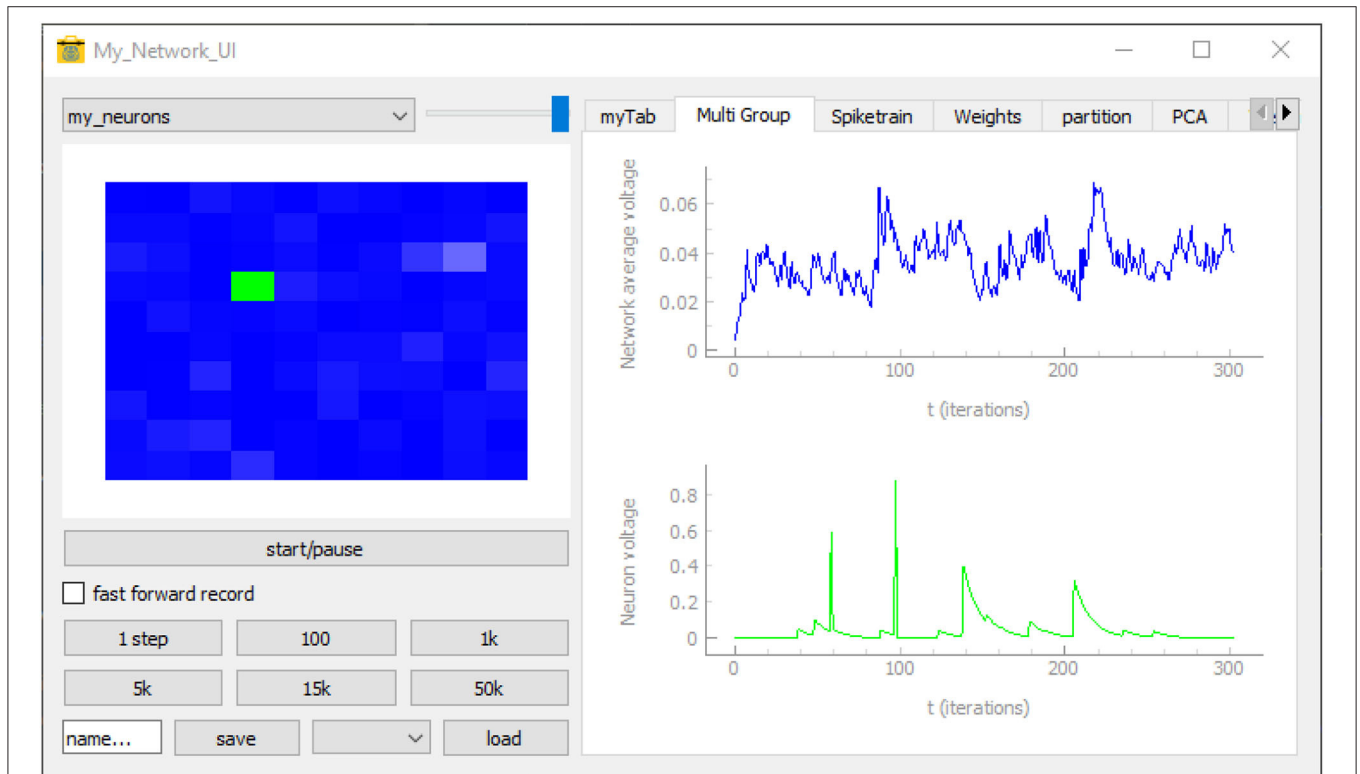 My_Network_UI
my_neurons
myTab Multi Group Spiketrain Weights partition PCA
Network average voltage
0.06
0.04
0.02
0
0 100 200 300
t (iterations)
Neuron voltage
0.8
0.6
0.4
0.2
0
0 100 200 300
t (iterations)
start/pause
fast forward record
1 step 100 1k
5k 15k 50k
name... save load